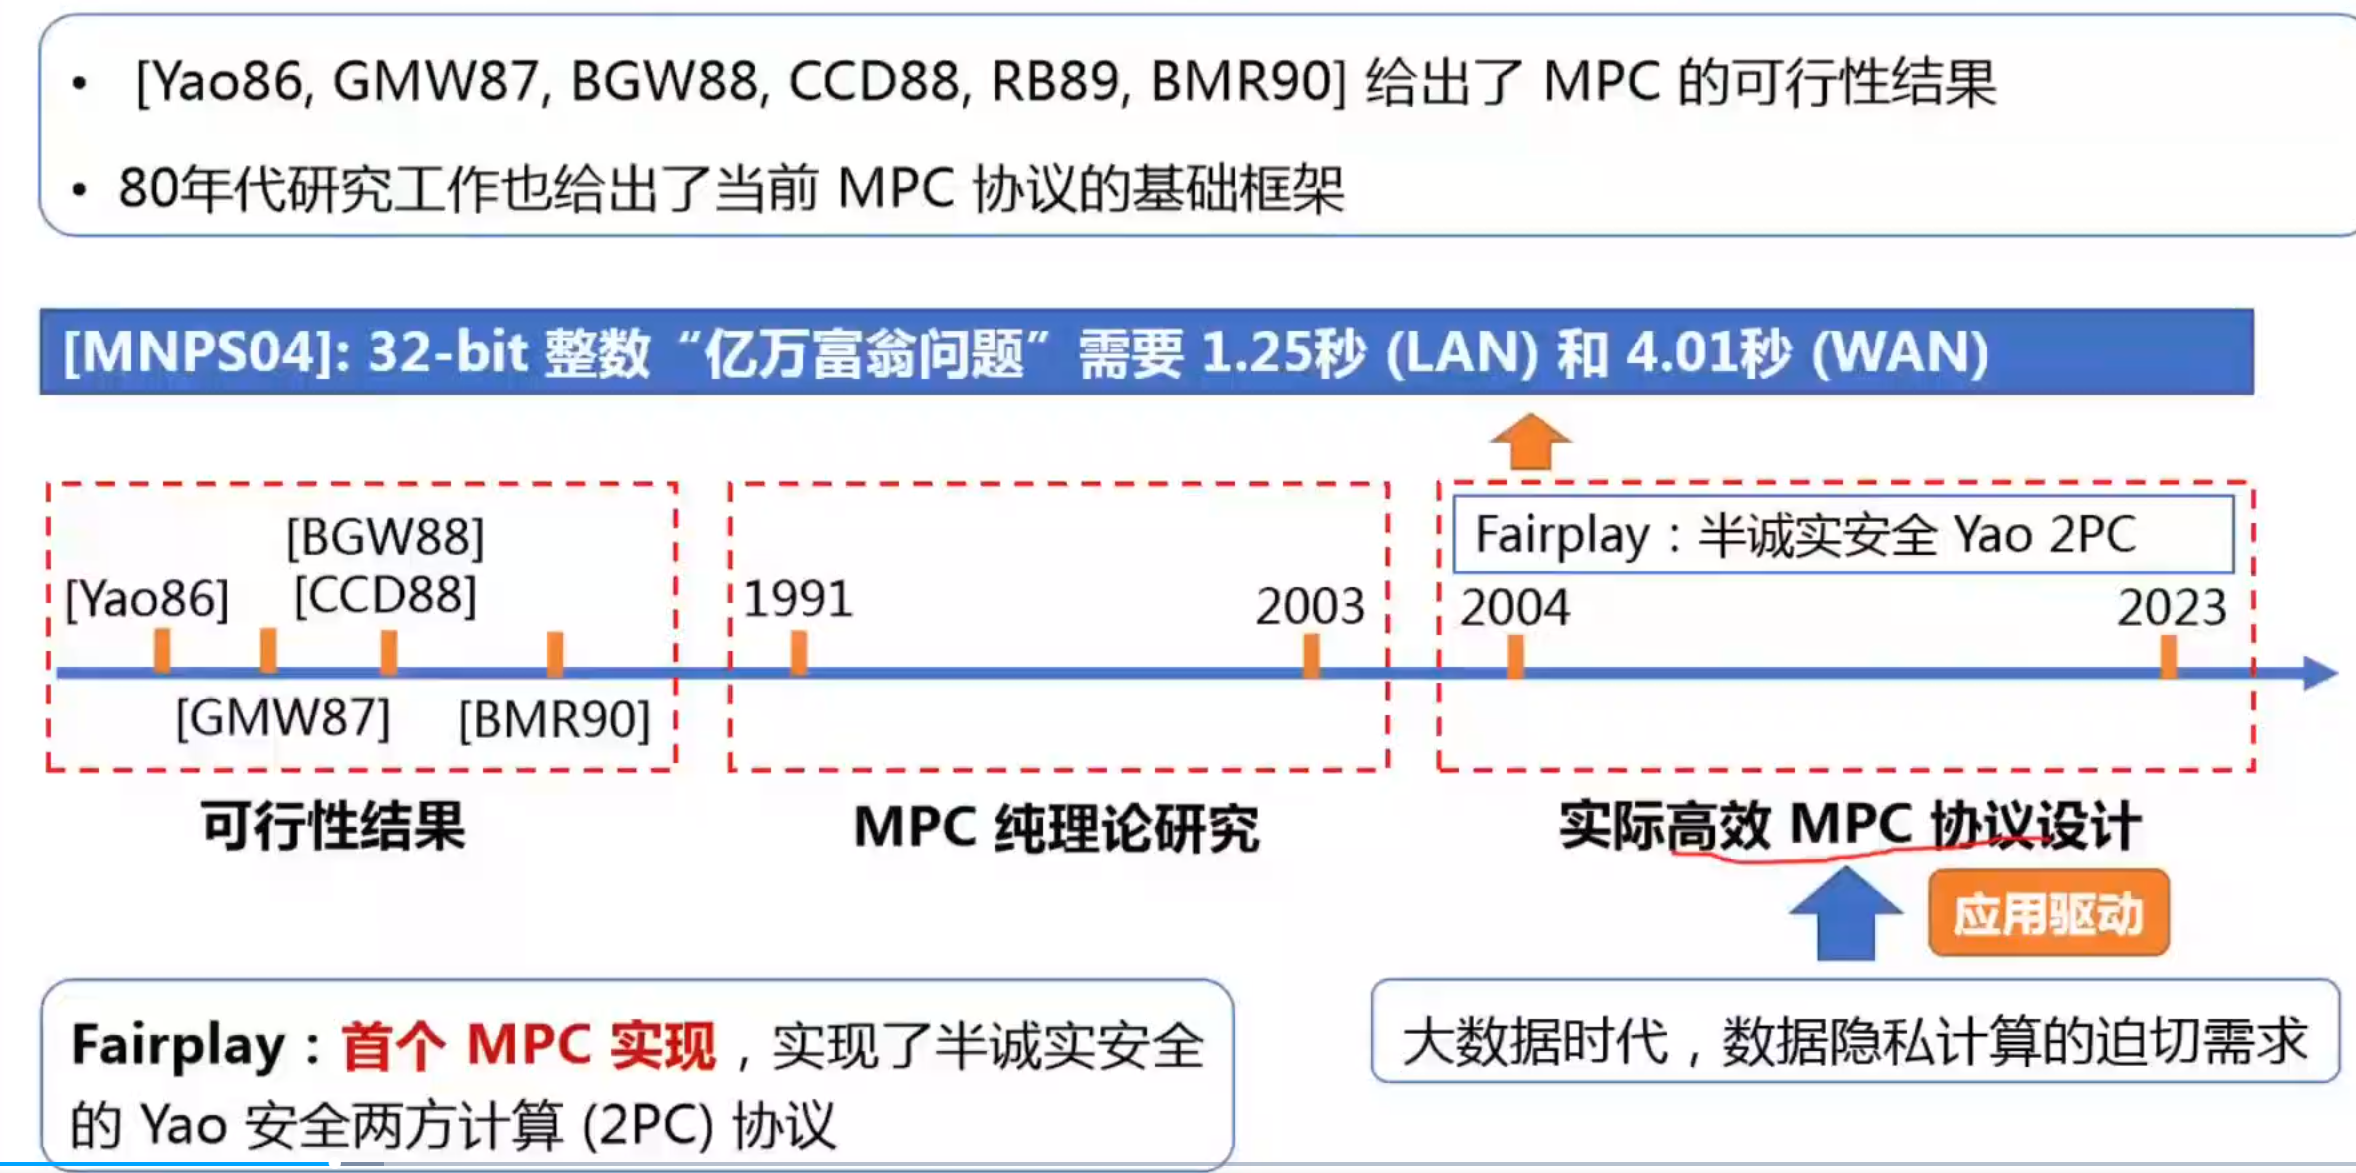 • [Yao86, GMW87, BGW88, CCD88, RB89, BMR90] 给出了 MPC 的可行性结果
• 80年代研究工作也给出了当前 MPC 协议的基础框架
[MNPS04]: 32-bit 整数“亿万富翁问题”需要 1.25秒 (LAN) 和 4.01秒 (WAN)
Fairplay：半诚实安全 Yao 2PC
[BGW88]
[Yao86]
[CCD88]
1991
2003
2004
2023
[GMW87]
[BMR90]
可行性结果
MPC 纯理论研究
实际高效 MPC 协议设计
应用驱动
Fairplay：首个 MPC 实现，实现了半诚实安全
的 Yao 安全两方计算 (2PC) 协议
大数据时代，数据隐私计算的迫切需求